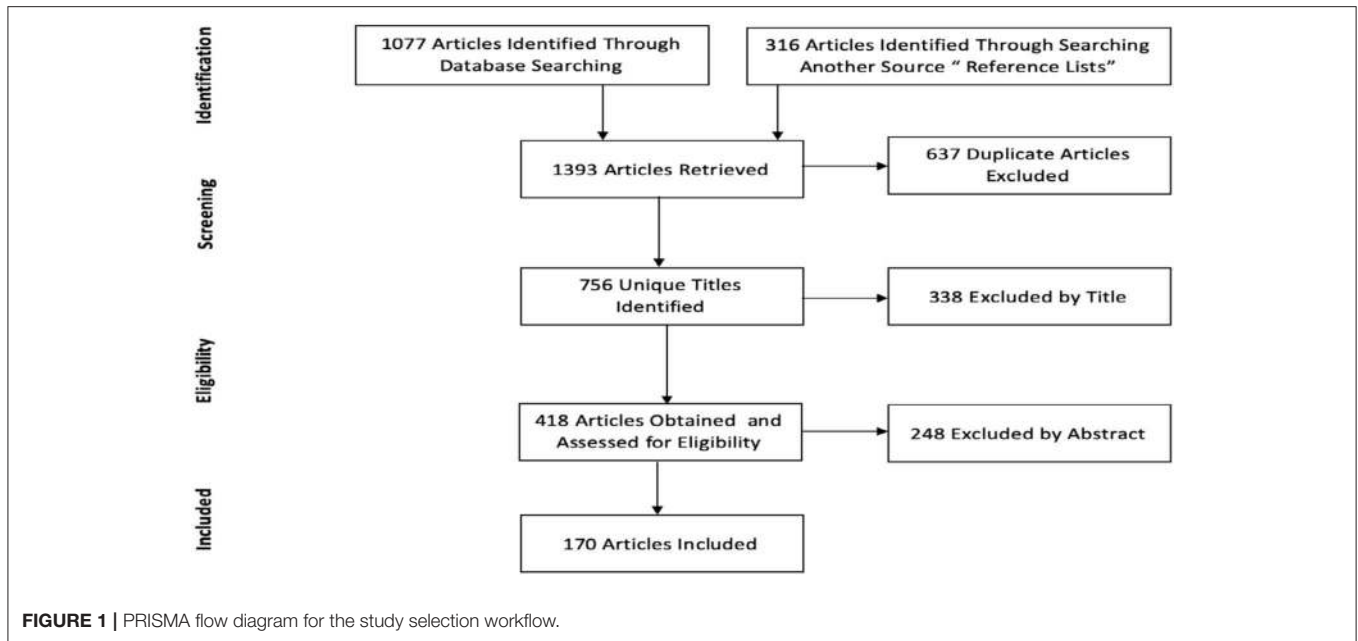 Identification
1077 Articles Identified Through
Database Searching
316 Articles Identified Through Searching
Another Source “ Reference Lists”
1393 Articles Retrieved
637 Duplicate Articles
Excluded
Screening
756 Unique Titles
Identified
338 Excluded by Title
Eligibility
418 Articles Obtained and
Assessed for Eligibility
248 Excluded by Abstract
Included
170 Articles Included
FIGURE 1 | PRISMA flow diagram for the study selection workflow.